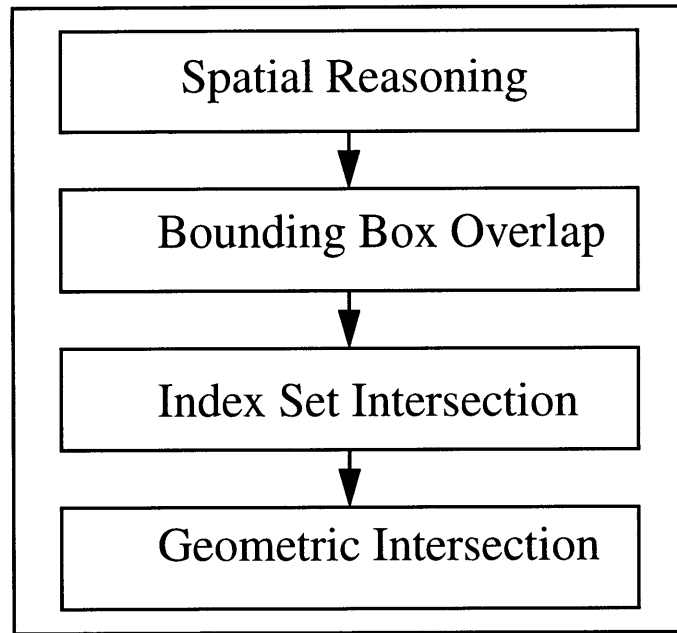 Spatial Reasoning
Bounding Box Overlap
Index Set Intersection
Geometric Intersection